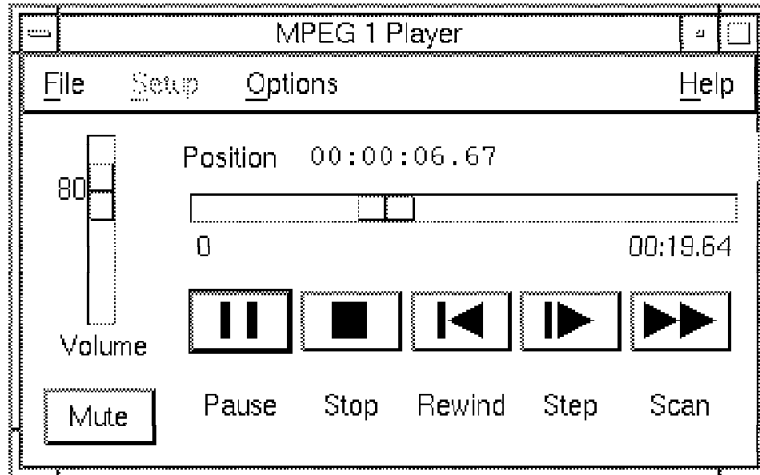 MPEG 1 Player
File Setup Options Help
Position 00:00:06.67
80
0 00:19.64
Volume
Mute Pause Stop Rewind Step Scan